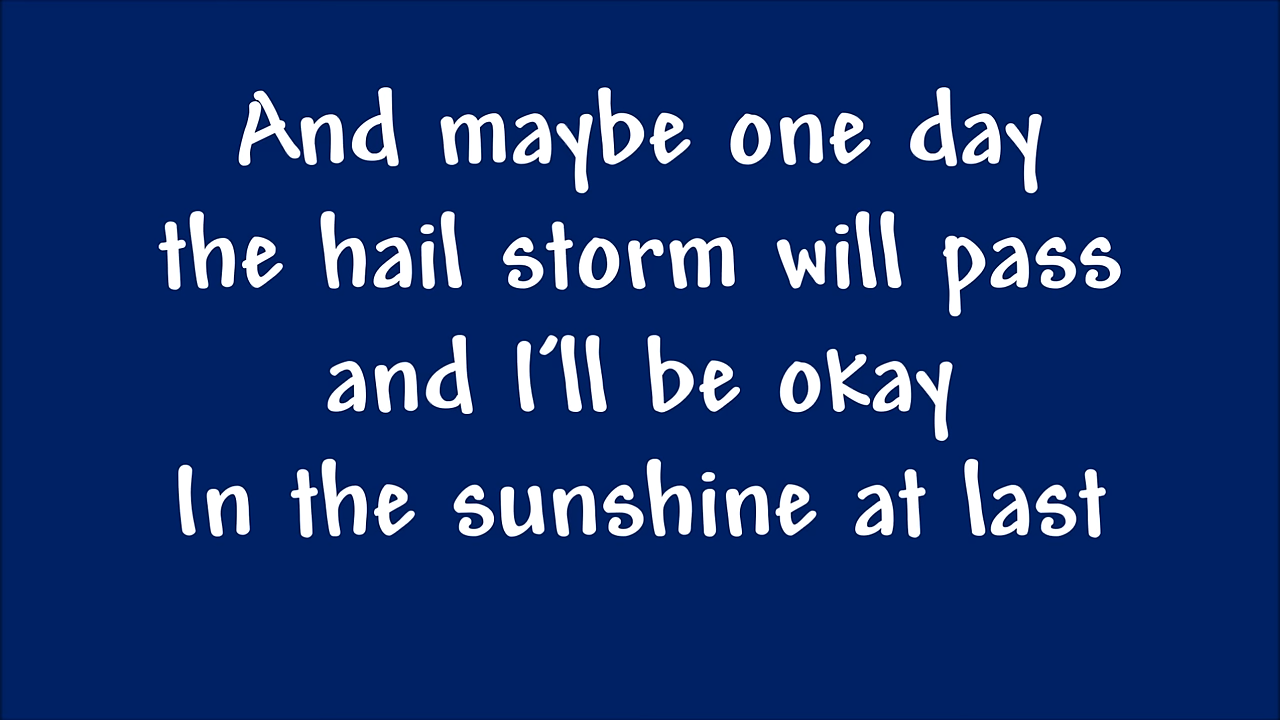 And maybe one day
the hail storm will pass
and I'll be okay
In the sunshine at last